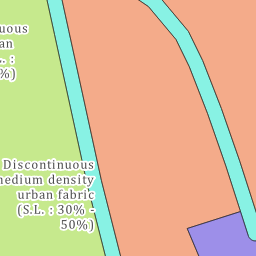 uous
an
. :
%)
Discontinuous
medium density
urban fabric
(S.L. : 30% -
50%)